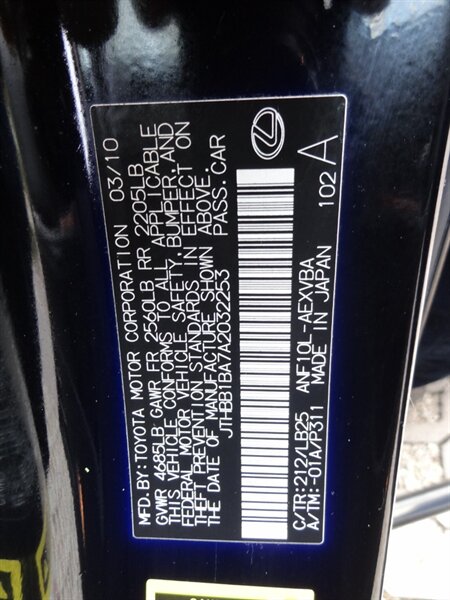 MFD.BY:TOYOTA MOTOR CORPORATION 03/10
GVWR 4685LB GAWR FR 2560LB RR 2205LB
THIS VEHICLE CONFORMS TO ALL APPLICABLE
FEDERAL MOTOR VEHICLE SAFETY, BUMPER, AND
THEFT PREVENTION STANDARDS IN EFFECT ON
THE DATE OF MANUFACTURE SHOWN ABOVE.
JTHBB1BA7A2032253 PASS. CAR
C/TR:212/LB25 ANF10L-AEXVBA 102 A
A/TM:-01A/P311 MADE IN JAPAN